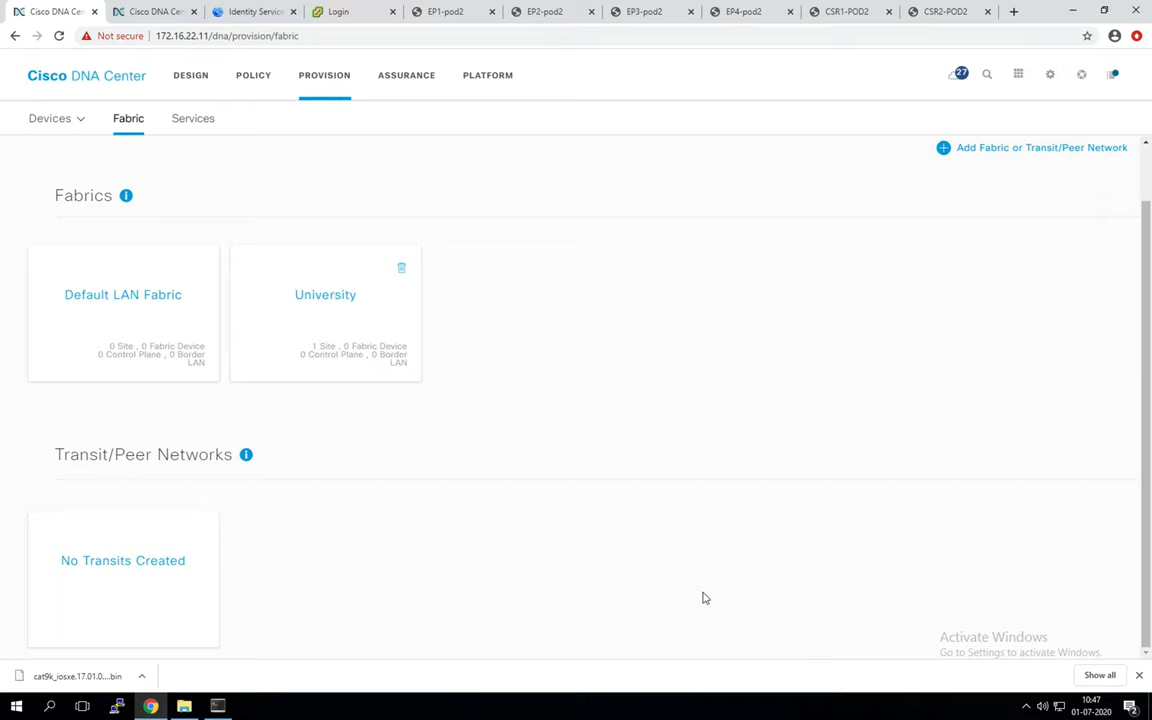 Cisco DNA Cente
Cisco DNA Cen
Identity Service
Login
EP1-pod2
EP2-pod2
EP3-pod2
EP4-pod2
CSR1-POD2
CSR2-POD2
Not secure
172.16.22.11/dna/provision/fabric
Cisco DNA Center
DESIGN
POLICY
PROVISION
ASSURANCE
PLATFORM
27
Devices
Fabric
Services
Add Fabric or Transit/Peer Network
Fabrics
Default LAN Fabric
0 Site , 0 Fabric Device
0 Control Plane , 0 Border
LAN
University
1 Site , 0 Fabric Device
0 Control Plane , 0 Border
LAN
Transit/Peer Networks
No Transits Created
Activate Windows
Go to Settings to activate Windows.
cat9k_iosxe.17.01.0....bin
Show all
10:47
01-07-2020
2